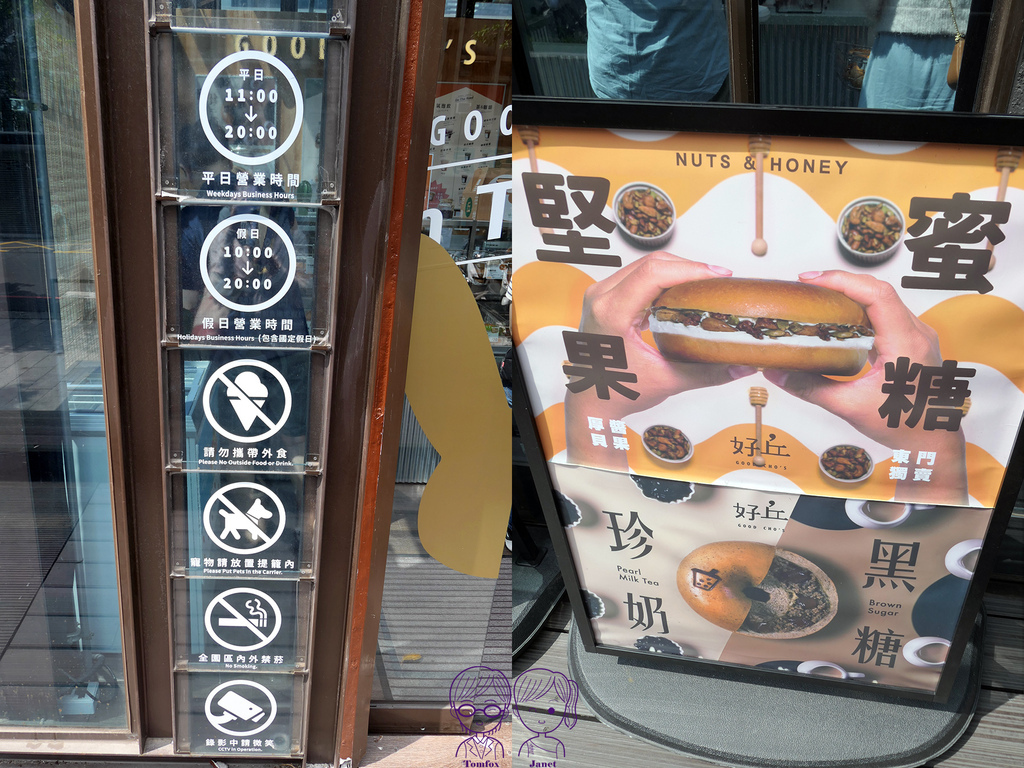 GOO
'S
平日
11:00
20:00
平日營業時間
Weekdays Business Hours
假日
10:00
20:00
假日營業時間
Holidays Business Hours (包含國定假日)
請勿攜帶外食
Please No Outside Food or Drink.
寵物請放置提籠內
Please Put Pets in the Carrier.
全園區內外禁菸
No Smoking.
錄影中請微笑
CCTV in Operation.
GOO
T
NUTS & HONEY
堅果
蜜糖
厚醬
貝果
好丘
GOOD CHO'S
東門
獨賣
好丘
GOOD CHO'S
珍奶
Pearl
Milk Tea
黑糖
Brown
Sugar
Tomfox
Janet